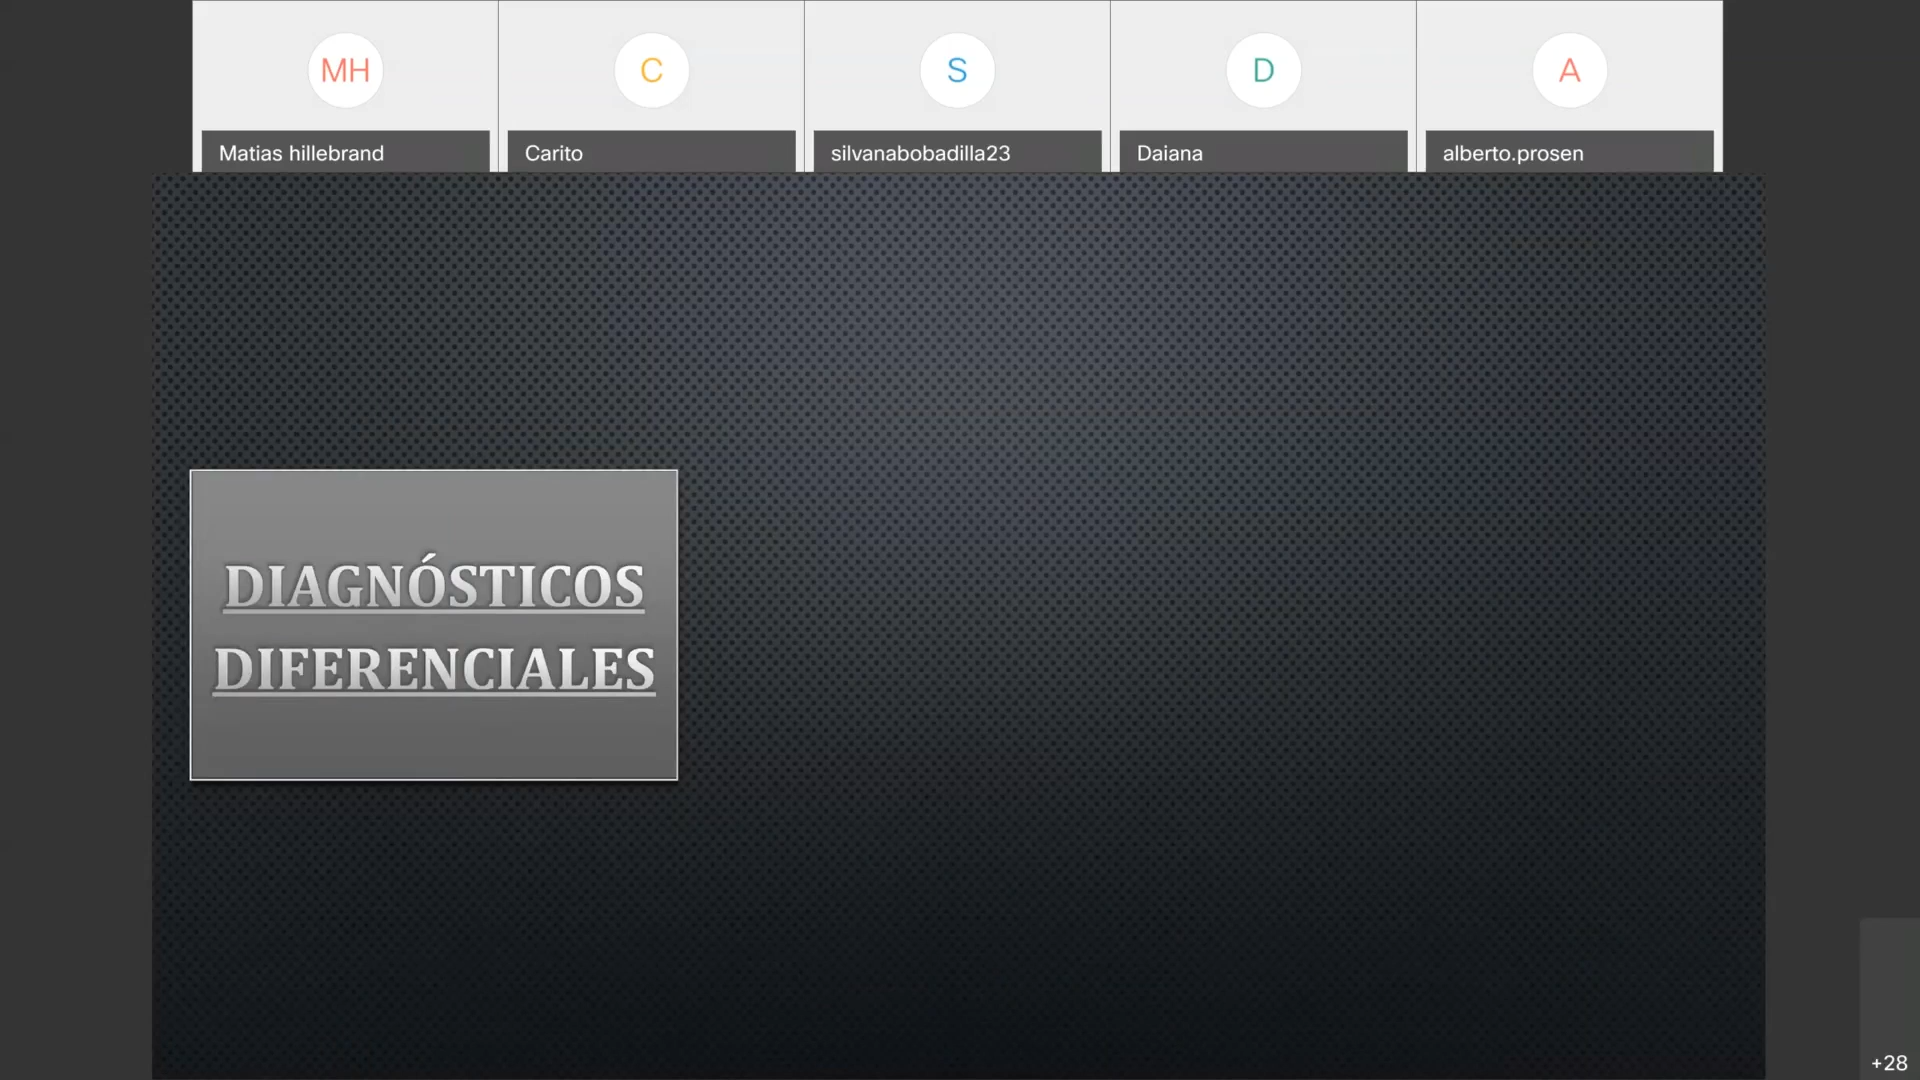 MH
C
S
D
A
Matias hillebrand
Carito
silvanabobadilla23
Daiana
alberto.prosen
DIAGNÓSTICOS
DIFERENCIALES
+28